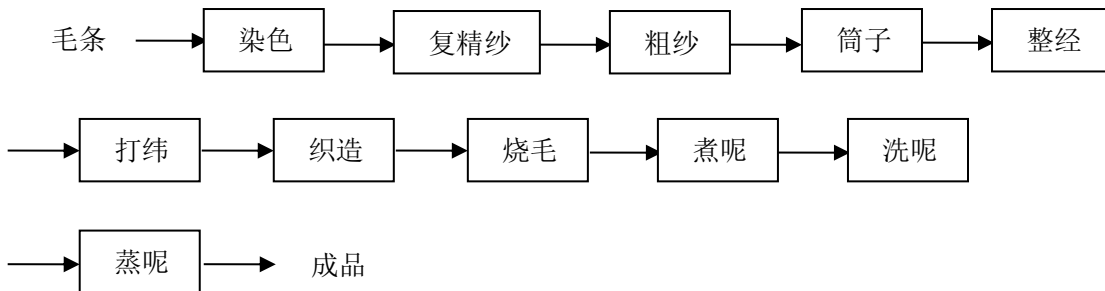 毛条 染色 复精纱 粗纱 筒子 整经
打纬 织造 烧毛 煮呢 洗呢
蒸呢 成品